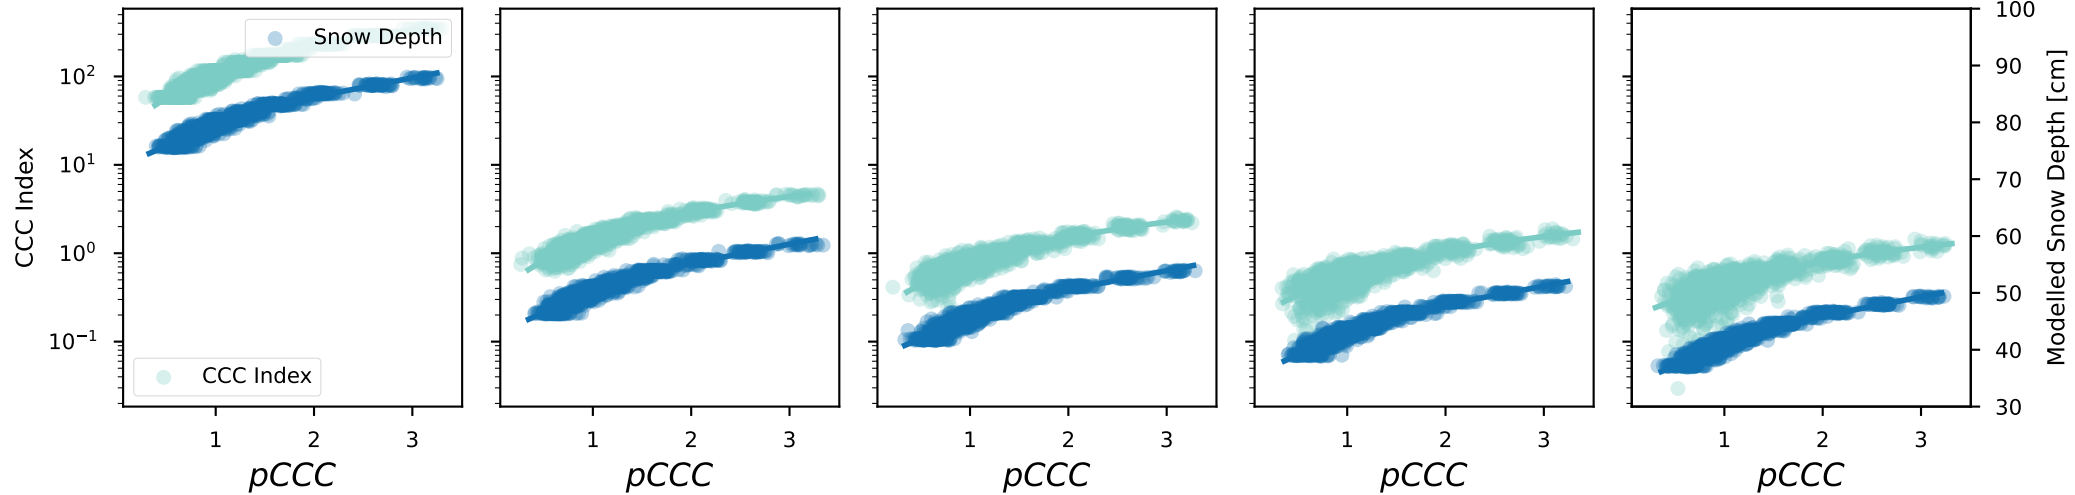 CCC Index
10²
10¹
10⁰
10⁻¹
Snow Depth
CCC Index
1 2 3
pCCC
1 2 3
pCCC
1 2 3
pCCC
1 2 3
pCCC
1 2 3
pCCC
100
90
80
70
60
50
40
30
Modelled Snow Depth [cm]